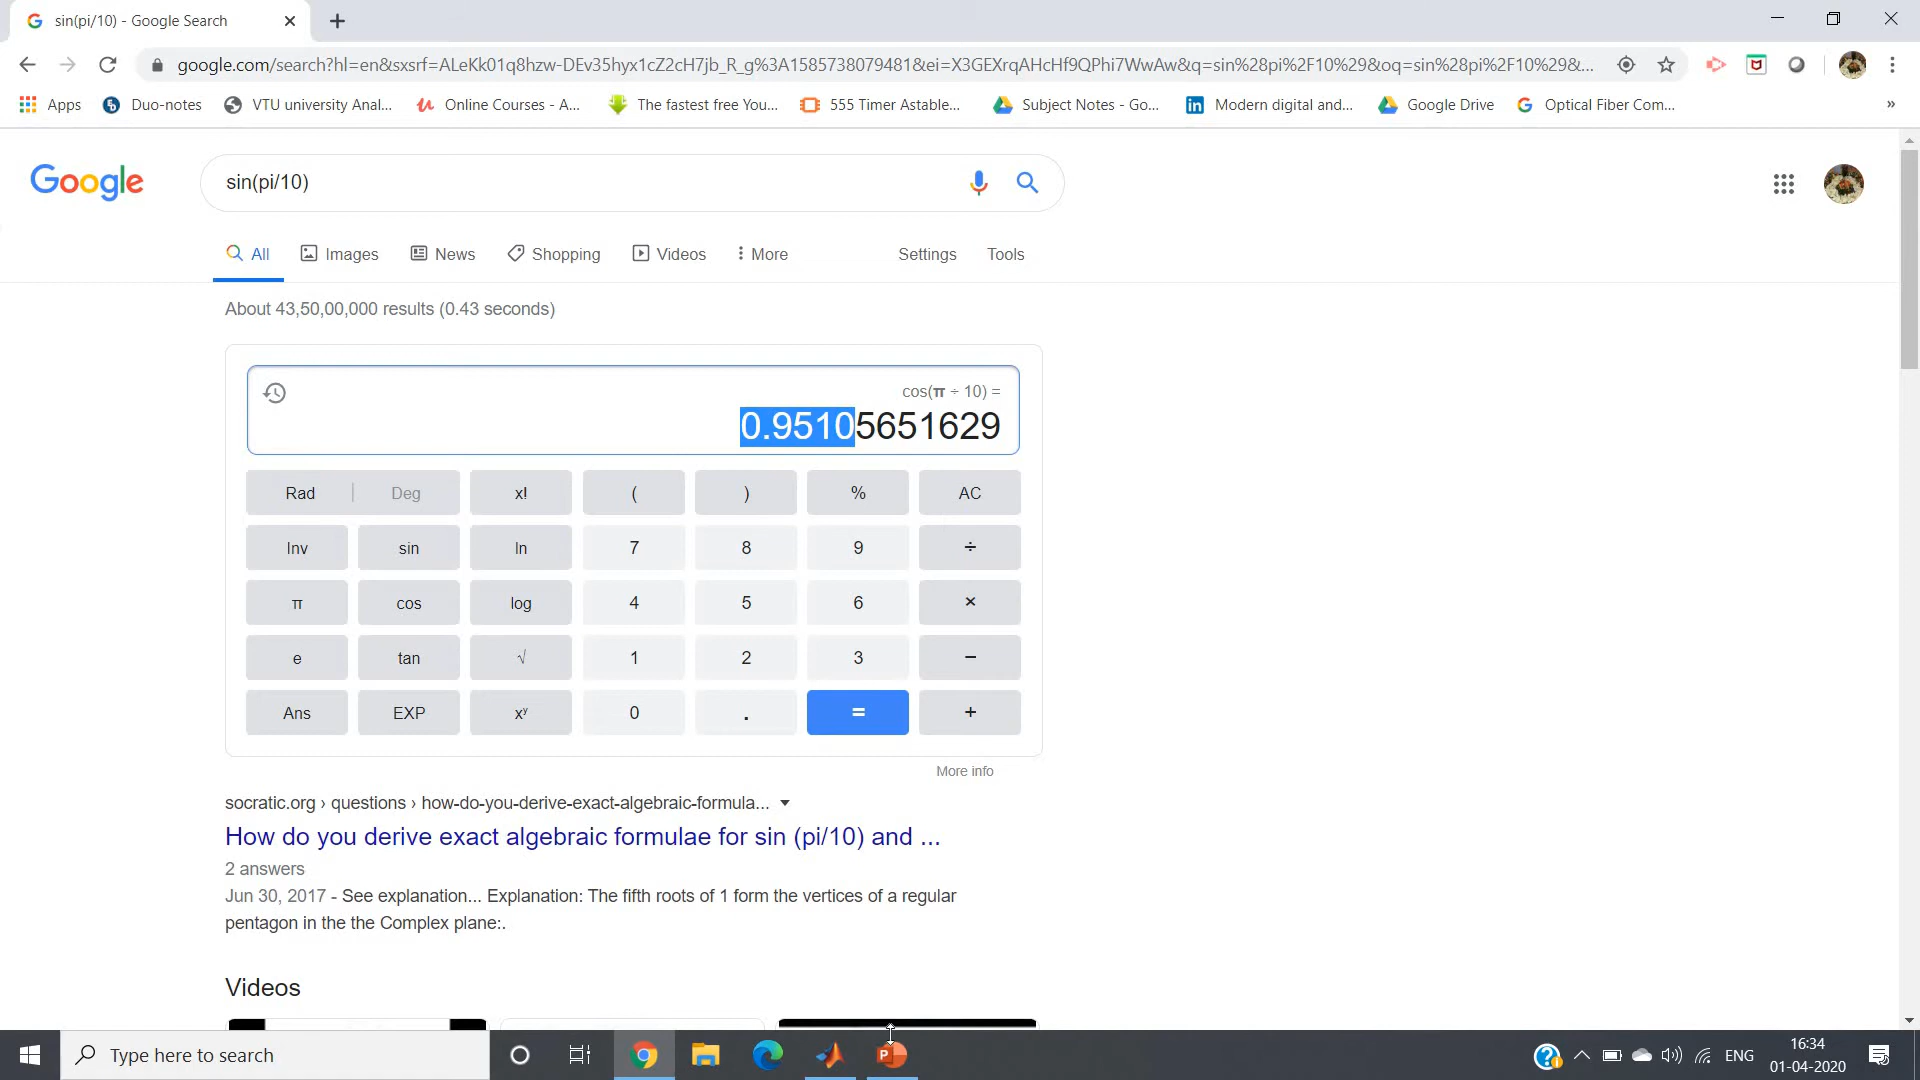 sin(pi/10) - Google Search
google.com/search?hl=en&sxsrf=ALeKk01q8hzw-DEv35hyx1cZ2cH7jb_R_g%3A1585738079481&ei=X3GEXrqAHcHf9QPhi7WwAw&q=sin%28pi%2F10%29&oq=sin%28pi%2F10%29&...
Apps Duo-notes VTU university Anal... Online Courses - A... The fastest free You... 555 Timer Astable... Subject Notes - Go... Modern digital and... Google Drive Optical Fiber Com... »
Google sin(pi/10)
All Images News Shopping Videos More Settings Tools
About 43,50,00,000 results (0.43 seconds)
cos(π ÷ 10) =
0.95105651629
Rad | Deg x! ( ) % AC
Inv sin ln 7 8 9 ÷
π cos log 4 5 6 ×
e tan √ 1 2 3 −
Ans EXP xʸ 0 . = +
More info
socratic.org › questions › how-do-you-derive-exact-algebraic-formula...
How do you derive exact algebraic formulae for sin (pi/10) and ...
2 answers
Jun 30, 2017 - See explanation... Explanation: The fifth roots of 1 form the vertices of a regular
pentagon in the the Complex plane:.
Videos
Type here to search
ENG
16:34
01-04-2020